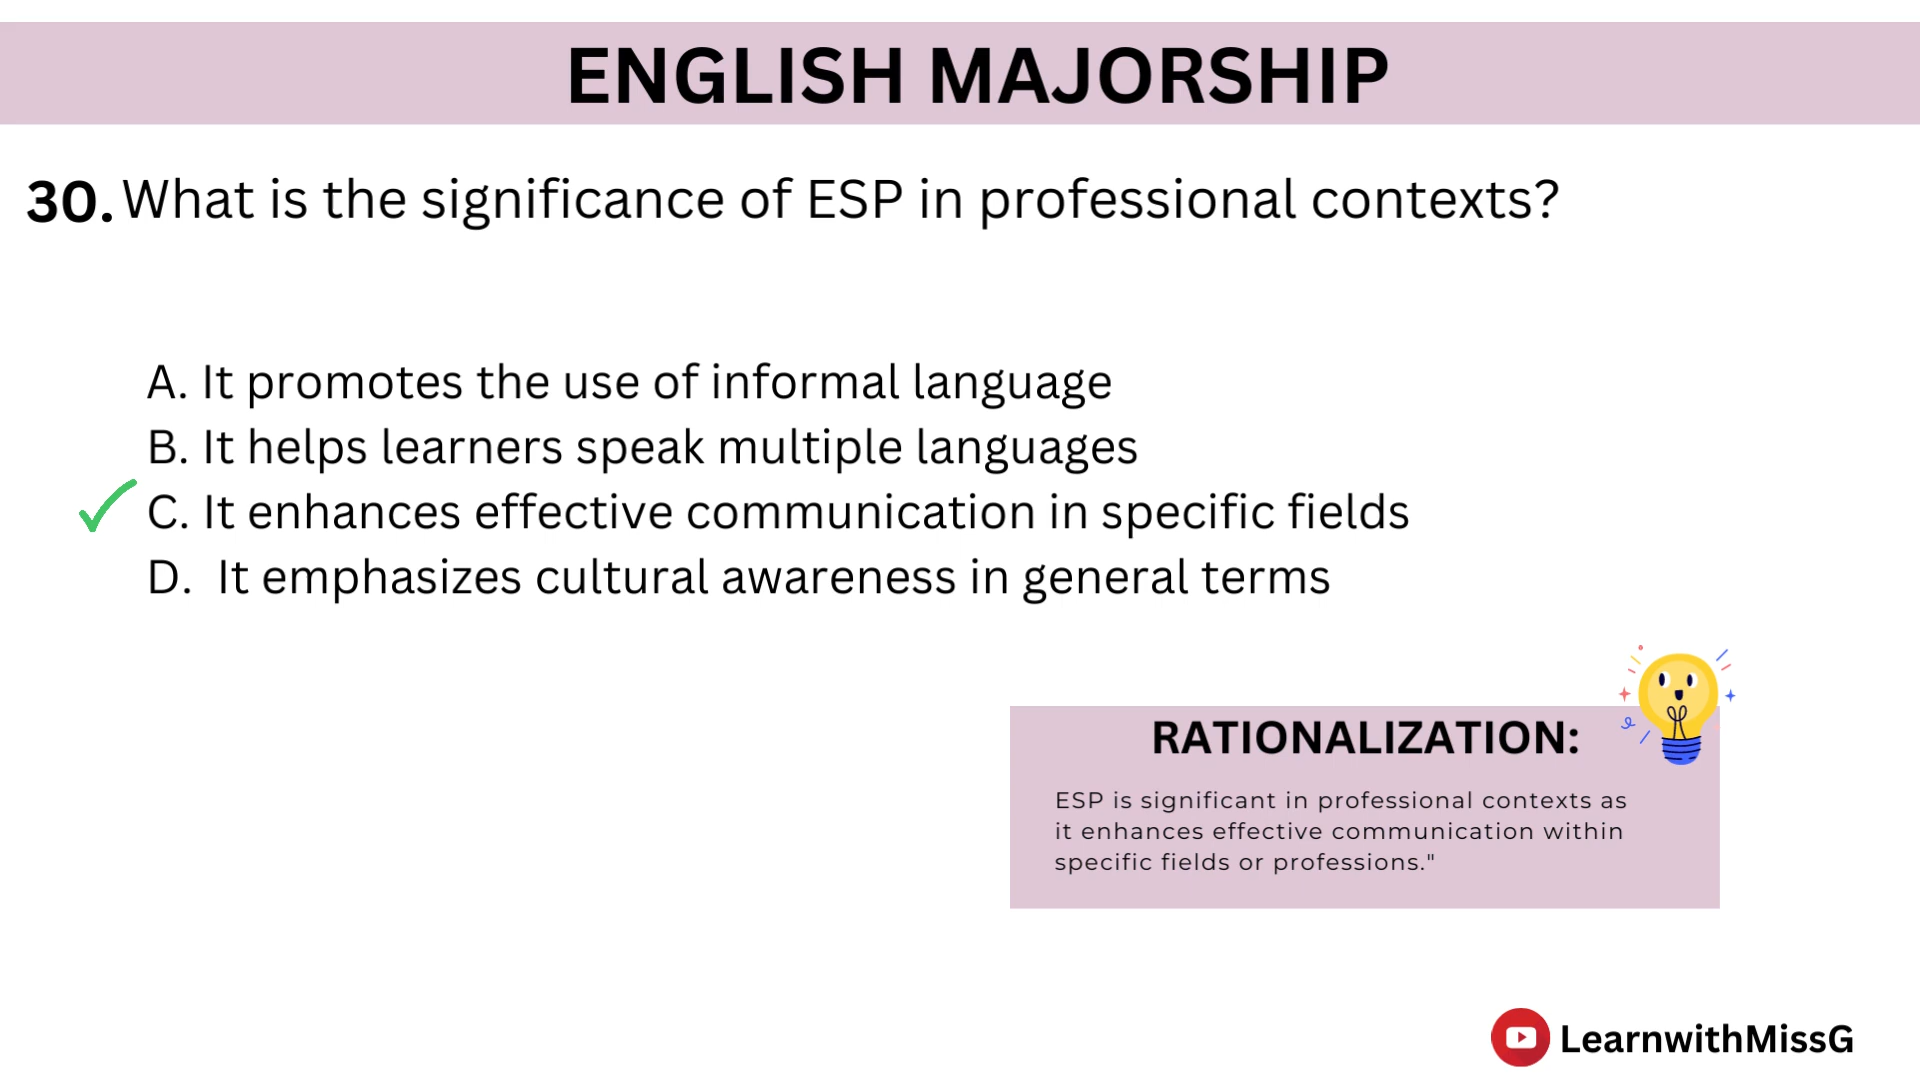 ENGLISH MAJORSHIP
30. What is the significance of ESP in professional contexts?
A. It promotes the use of informal language
B. It helps learners speak multiple languages
C. It enhances effective communication in specific fields
D. It emphasizes cultural awareness in general terms
RATIONALIZATION:
ESP is significant in professional contexts as
it enhances effective communication within
specific fields or professions."
LearnwithMissG